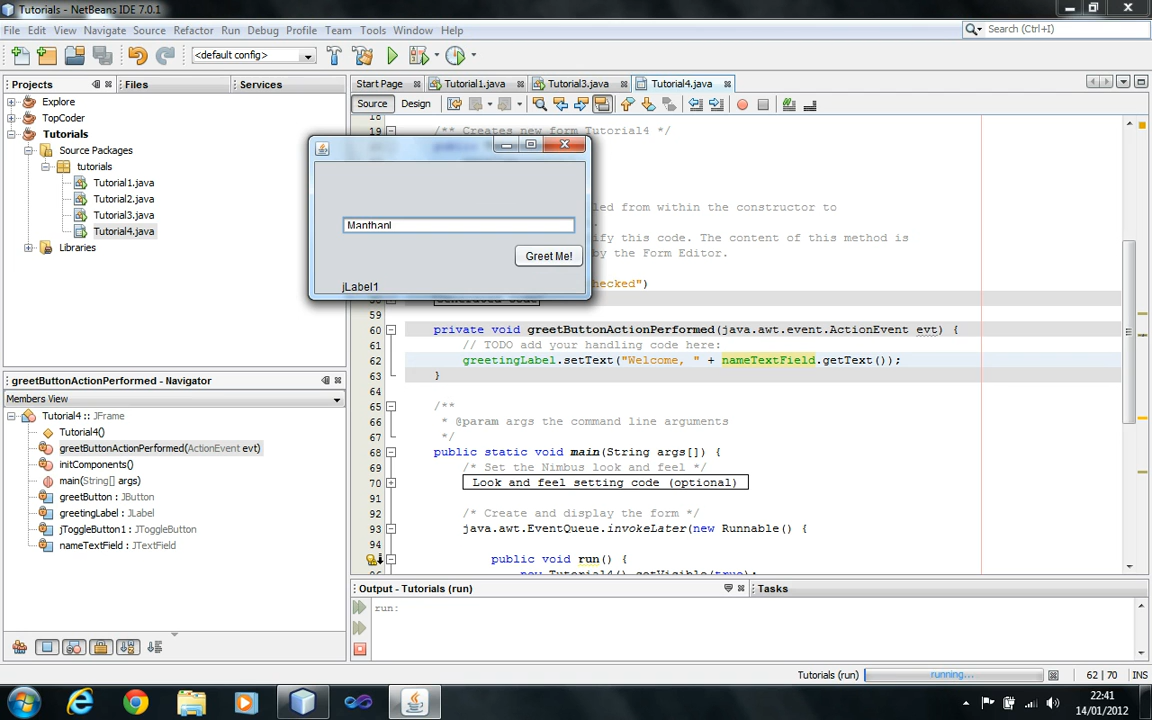 Tutorials - NetBeans IDE 7.0.1
File Edit View Navigate Source Refactor Run Debug Profile Team Tools Window Help
Search (Ctrl+I)
<default config>
Projects
Files
Services
Start Page
Tutorial1.java
Tutorial3.java
Tutorial4.java
Source
Design
Explore
TopCoder
Tutorials
Source Packages
tutorials
Tutorial1.java
Tutorial2.java
Tutorial3.java
Tutorial4.java
Libraries
18
19 /** Creates new form Tutorial4 */
led from within the constructor to
ify this code. The content of this method is
by the Form Editor.
hecked")
Manthan
Greet Me!
jLabel1
60 private void greetButtonActionPerformed(java.awt.event.ActionEvent evt) {
61 // TODO add your handling code here:
62 greetingLabel.setText("Welcome, " + nameTextField.getText());
63 }
64
65 /**
66 * @param args the command line arguments
67 */
68 public static void main(String args[]) {
69 /* Set the Nimbus look and feel */
70 Look and feel setting code (optional)
91
92 /* Create and display the form */
93 java.awt.EventQueue.invokeLater(new Runnable() {
94
public void run() {
new Tutorial4().setVisible(true);
greetButtonActionPerformed - Navigator
Members View
Tutorial4 :: JFrame
Tutorial4()
greetButtonActionPerformed(ActionEvent evt)
initComponents()
main(String[] args)
greetButton : JButton
greetingLabel : JLabel
jToggleButton1 : JToggleButton
nameTextField : JTextField
Output - Tutorials (run)
Tasks
run:
Tutorials (run)
running...
62 | 70
INS
22:41
14/01/2012